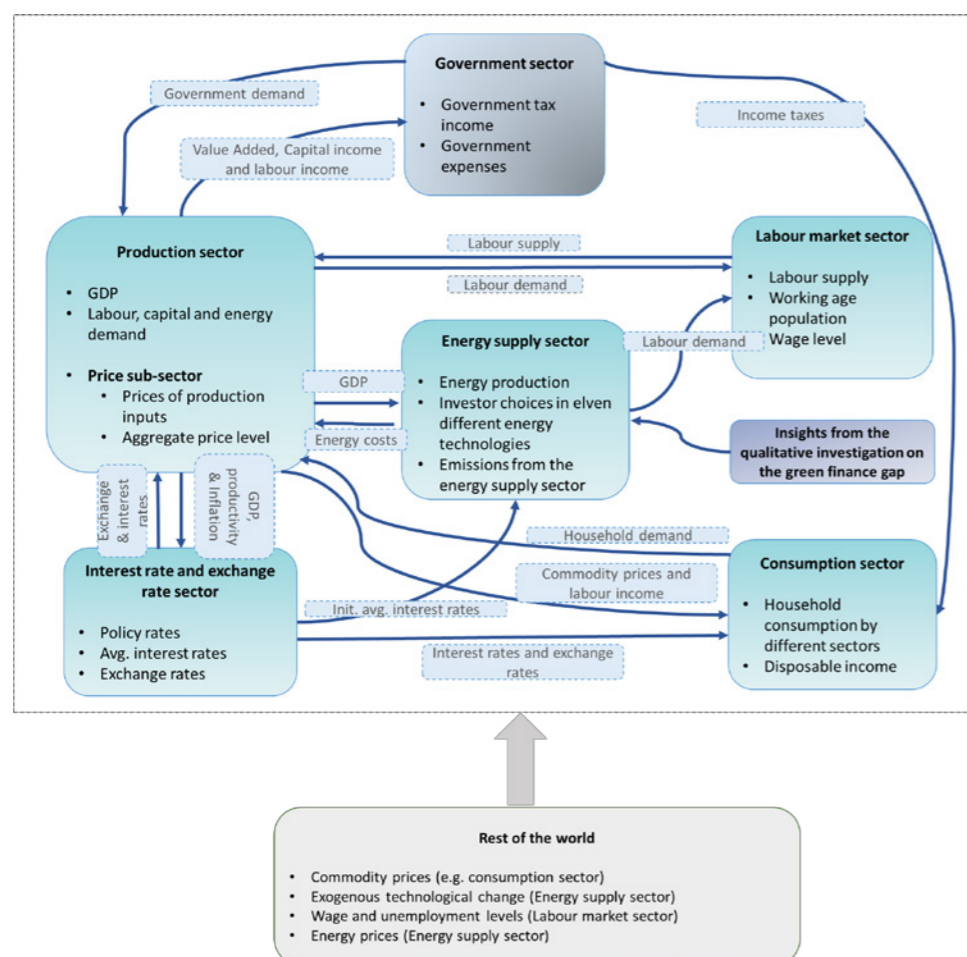 Government sector
• Government tax
income
• Government
expenses
Government demand
Value Added, Capital income
and labour income
Income taxes
Production sector
• GDP
• Labour, capital and energy
demand
• Price sub-sector
• Prices of production
inputs
• Aggregate price level
Labour supply
Labour demand
Labour market sector
• Labour supply
• Working age
population
Wage level
Labour demand
Energy supply sector
• Energy production
• Investor choices in elven
different energy
technologies
• Emissions from the
energy supply sector
GDP
Energy costs
Insights from the
qualitative investigation on
the green finance gap
Exchange
& interest
rates
GDP,
productivity
& Inflation
Interest rate and exchange
rate sector
• Policy rates
• Avg. interest rates
• Exchange rates
Household demand
Commodity prices and
labour income
Init. avg. interest rates
Interest rates and exchange
rates
Consumption sector
• Household
consumption by
different sectors
• Disposable income
Rest of the world
• Commodity prices (e.g. consumption sector)
• Exogenous technological change (Energy supply sector)
• Wage and unemployment levels (Labour market sector)
• Energy prices (Energy supply sector)